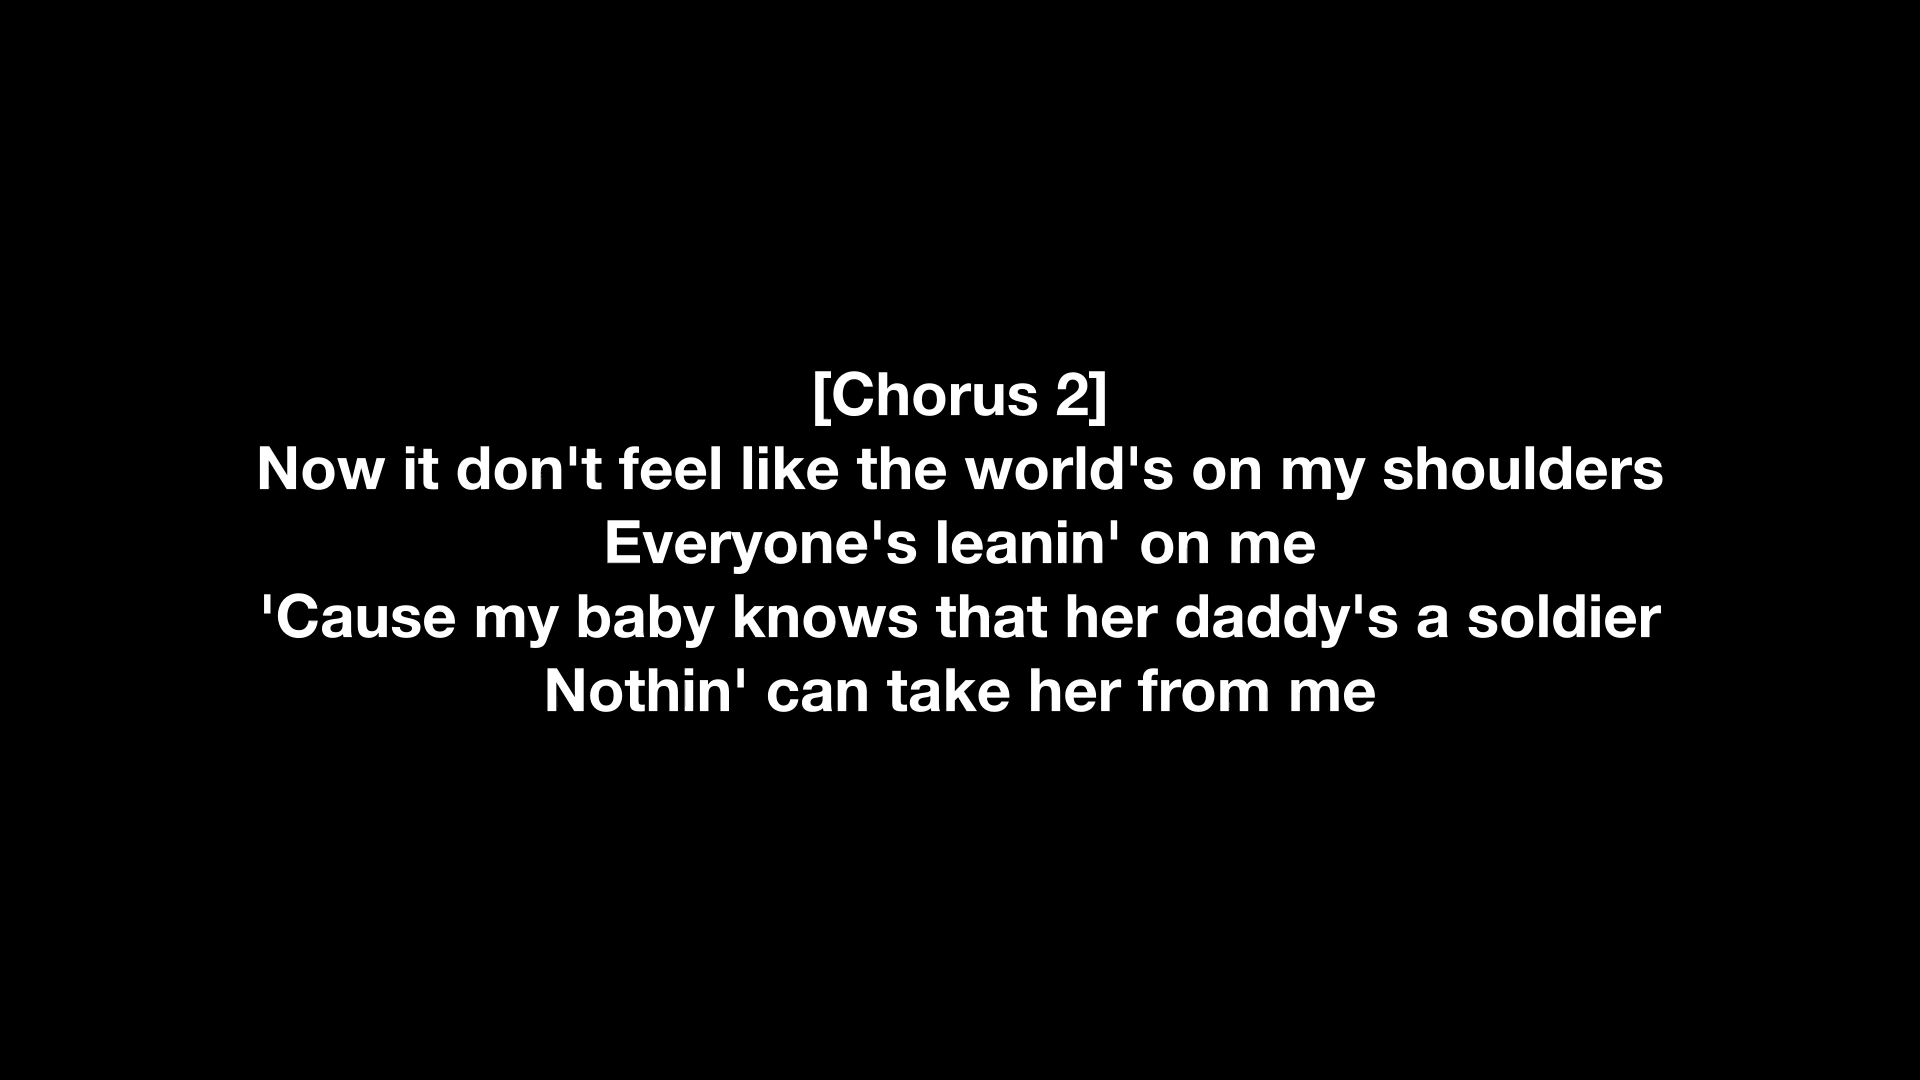 [Chorus 2]
Now it don't feel like the world's on my shoulders
Everyone's leanin' on me
'Cause my baby knows that her daddy's a soldier
Nothin' can take her from me